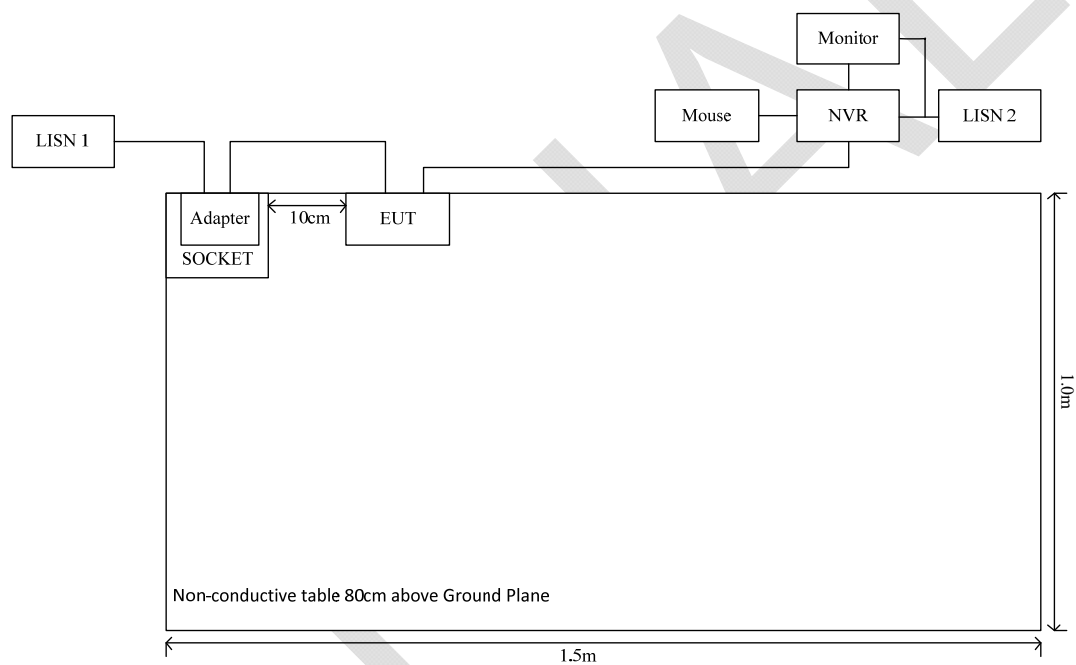 Monitor
Mouse
NVR
LISN 2
LISN 1
Adapter
10cm
EUT
SOCKET
1.0m
Non-conductive table 80cm above Ground Plane
1.5m